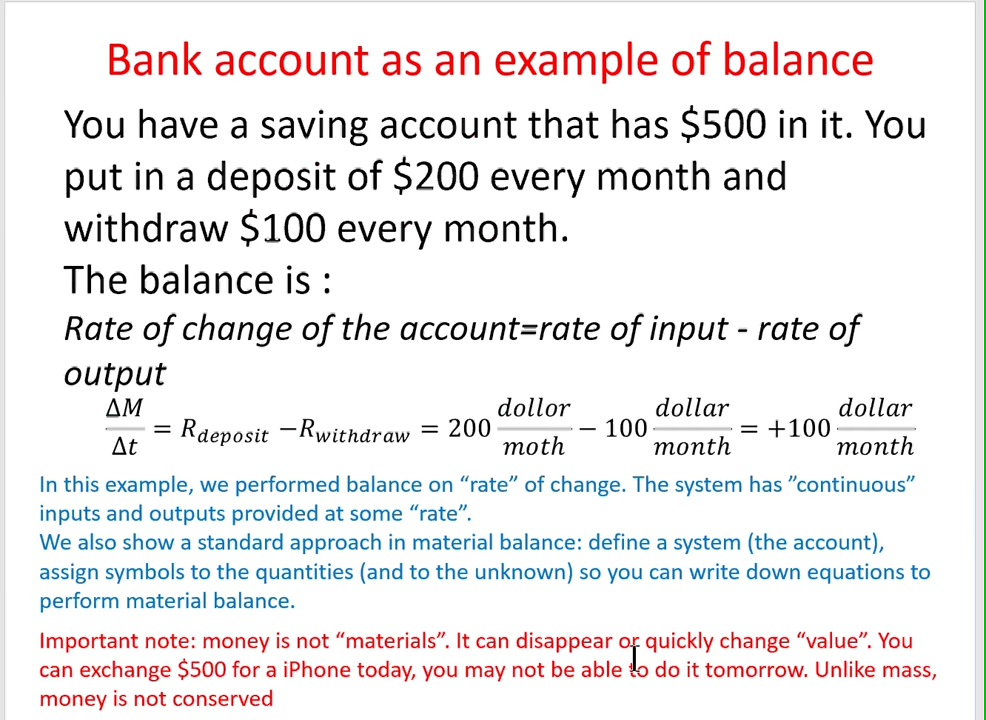 Bank account as an example of balance
You have a saving account that has $500 in it. You
put in a deposit of $200 every month and
withdraw $100 every month.
The balance is :
Rate of change of the account=rate of input - rate of
output
ΔM/Δt = R_deposit −R_withdraw = 200 dollor/moth − 100 dollar/month = +100 dollar/month
In this example, we performed balance on “rate” of change. The system has ”continuous”
inputs and outputs provided at some “rate”.
We also show a standard approach in material balance: define a system (the account),
assign symbols to the quantities (and to the unknown) so you can write down equations to
perform material balance.
Important note: money is not “materials”. It can disappear or quickly change “value”. You
can exchange $500 for a iPhone today, you may not be able to do it tomorrow. Unlike mass,
money is not conserved